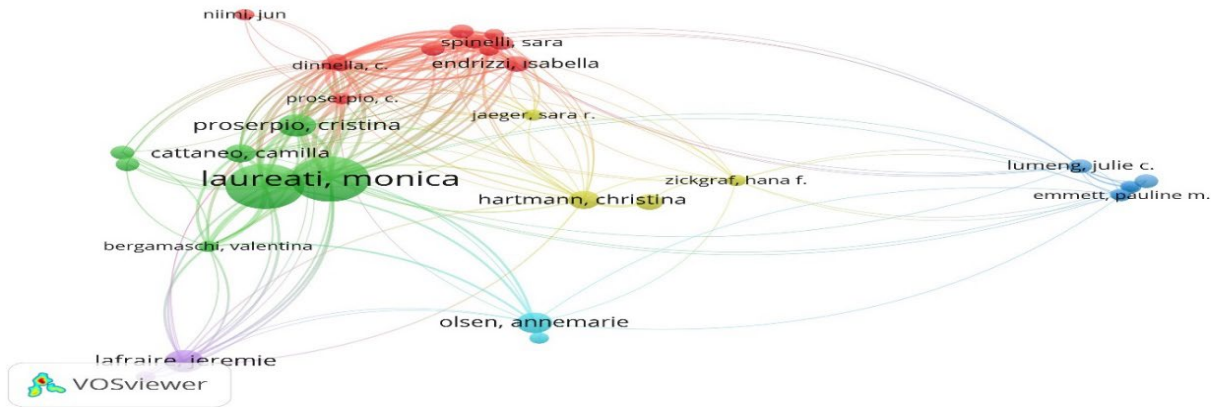 niimi, jun
spinelli, sara
dinnella, c.
endrizzi, isabella
proserpio, c.
jaeger, sara r.
proserpio, cristina
cattaneo, camilla
lumeng, julie c.
laureati, monica
zickgraf, hana f.
emmett, pauline m.
hartmann, christina
bergamaschi, valentina
olsen, annemarie
lafraire, jeremie
VOSviewer